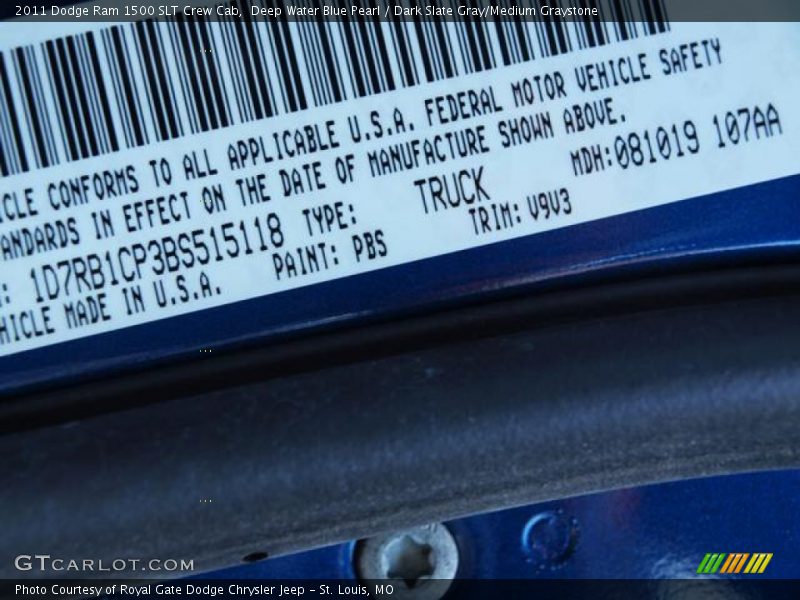 2011 Dodge Ram 1500 SLT Crew Cab, Deep Water Blue Pearl / Dark Slate Gray/Medium Graystone
CONFORMS TO ALL APPLICABLE U.S.A. FEDERAL MOTOR VEHICLE SAFETY
IN EFFECT ON THE DATE OF MANUFACTURE SHOWN ABOVE.
MDH:081019 107AA
: 1D7RB1CP3BS515118 TYPE: TRUCK
HICLE MADE IN U.S.A. PAINT: PBS TRIM: V9V3
GTCARLOT.COM
Photo Courtesy of Royal Gate Dodge Chrysler Jeep – St. Louis, MO